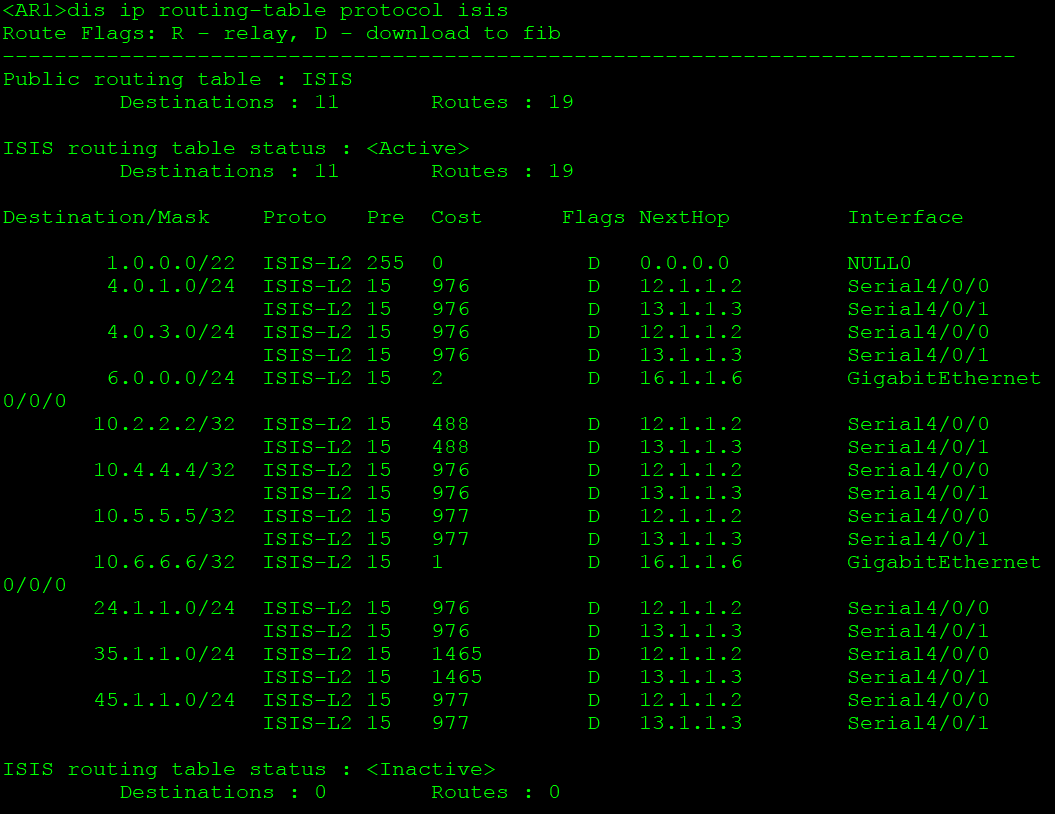 <AR1>dis ip routing-table protocol isis
Route Flags: R - relay, D - download to fib
------------------------------------------------------------------------------
Public routing table : ISIS
         Destinations : 11       Routes : 19

ISIS routing table status : <Active>
         Destinations : 11       Routes : 19

Destination/Mask    Proto   Pre  Cost      Flags NextHop         Interface

        1.0.0.0/22  ISIS-L2 255  0           D   0.0.0.0         NULL0
        4.0.1.0/24  ISIS-L2 15   976         D   12.1.1.2        Serial4/0/0
                    ISIS-L2 15   976         D   13.1.1.3        Serial4/0/1
        4.0.3.0/24  ISIS-L2 15   976         D   12.1.1.2        Serial4/0/0
                    ISIS-L2 15   976         D   13.1.1.3        Serial4/0/1
        6.0.0.0/24  ISIS-L2 15   2           D   16.1.1.6        GigabitEthernet
0/0/0
       10.2.2.2/32  ISIS-L2 15   488         D   12.1.1.2        Serial4/0/0
                    ISIS-L2 15   488         D   13.1.1.3        Serial4/0/1
       10.4.4.4/32  ISIS-L2 15   976         D   12.1.1.2        Serial4/0/0
                    ISIS-L2 15   976         D   13.1.1.3        Serial4/0/1
       10.5.5.5/32  ISIS-L2 15   977         D   12.1.1.2        Serial4/0/0
                    ISIS-L2 15   977         D   13.1.1.3        Serial4/0/1
       10.6.6.6/32  ISIS-L2 15   1           D   16.1.1.6        GigabitEthernet
0/0/0
       24.1.1.0/24  ISIS-L2 15   976         D   12.1.1.2        Serial4/0/0
                    ISIS-L2 15   976         D   13.1.1.3        Serial4/0/1
       35.1.1.0/24  ISIS-L2 15   1465        D   12.1.1.2        Serial4/0/0
                    ISIS-L2 15   1465        D   13.1.1.3        Serial4/0/1
       45.1.1.0/24  ISIS-L2 15   977         D   12.1.1.2        Serial4/0/0
                    ISIS-L2 15   977         D   13.1.1.3        Serial4/0/1

ISIS routing table status : <Inactive>
         Destinations : 0        Routes : 0